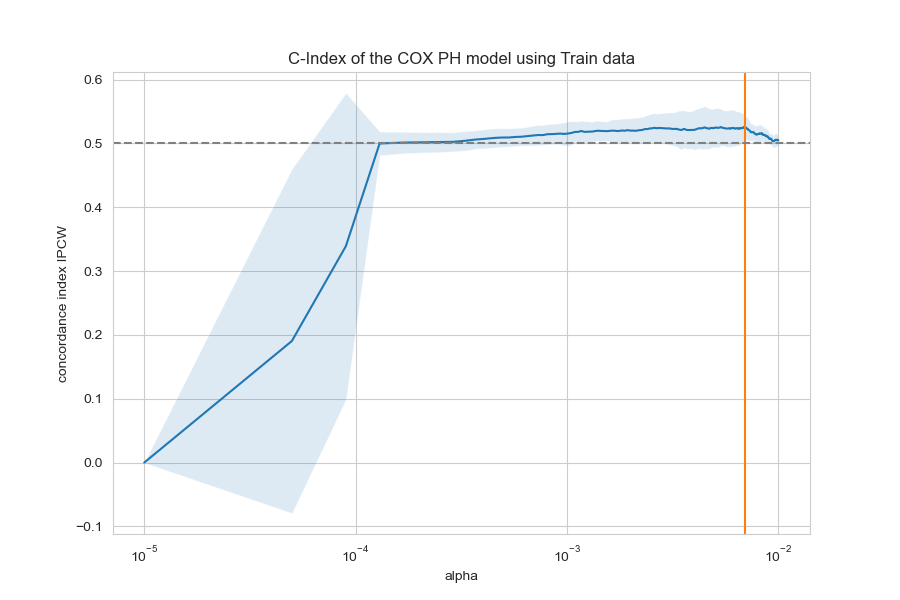 C-Index of the COX PH model using Train data
concordance index IPCW
0.6
0.5
0.4
0.3
0.2
0.1
0.0
−0.1
10⁻⁵ 10⁻⁴ 10⁻³ 10⁻²
alpha